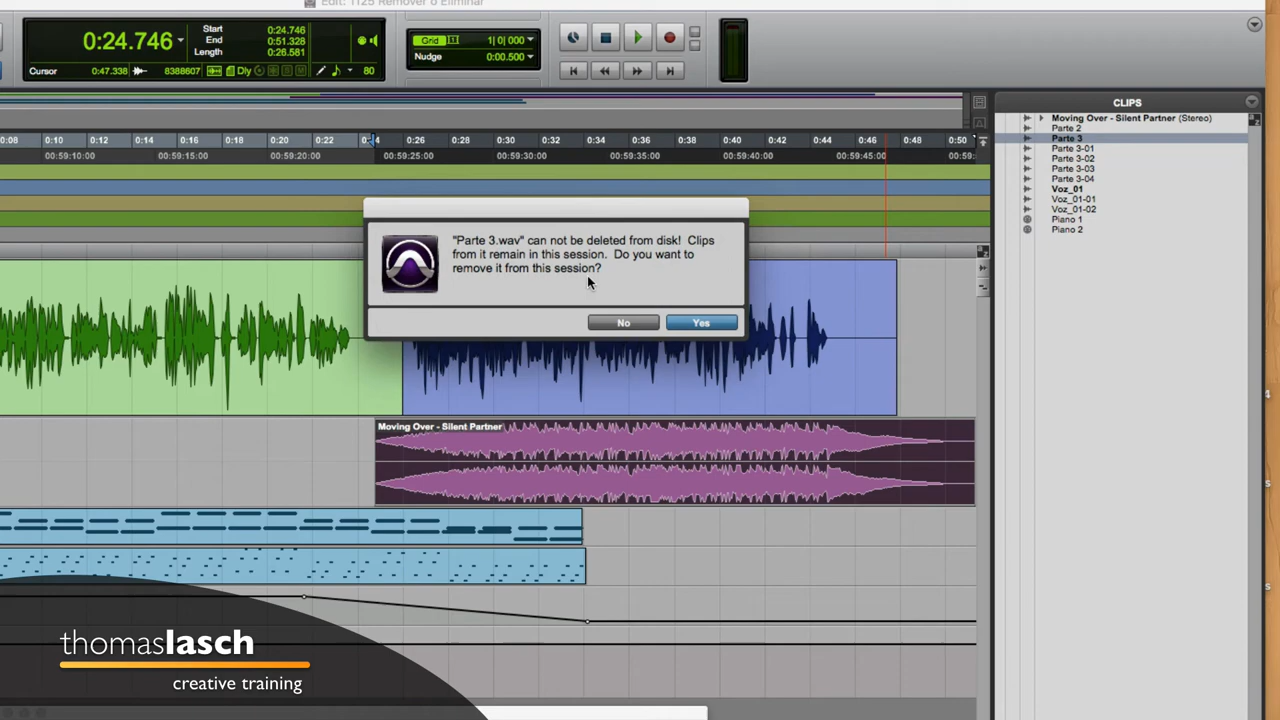 Edit: 1125 Remover o Eliminar
0:24.746
Start 0:24.746
End 0:51.328
Length 0:26.581
Cursor 0:47.338 8388607 Dly 80
Grid 1| 0| 000
Nudge 0:00.500
0:08 0:10 0:12 0:14 0:16 0:18 0:20 0:22 0:24 0:26 0:28 0:30 0:32 0:34 0:36 0:38 0:40 0:42 0:44 0:46 0:48 0:50
00:59:10:00 00:59:15:00 00:59:20:00 00:59:25:00 00:59:30:00 00:59:35:00 00:59:40:00 00:59:45:00 00:59:
CLIPS
Moving Over - Silent Partner (Stereo)
Parte 2
Parte 3
Parte 3-01
Parte 3-02
Parte 3-03
Parte 3-04
Voz_01
Voz_01-01
Voz_01-02
Piano 1
Piano 2
"Parte 3.wav" can not be deleted from disk! Clips
from it remain in this session. Do you want to
remove it from this session?
No Yes
Moving Over - Silent Partner
thomaslasch
creative training